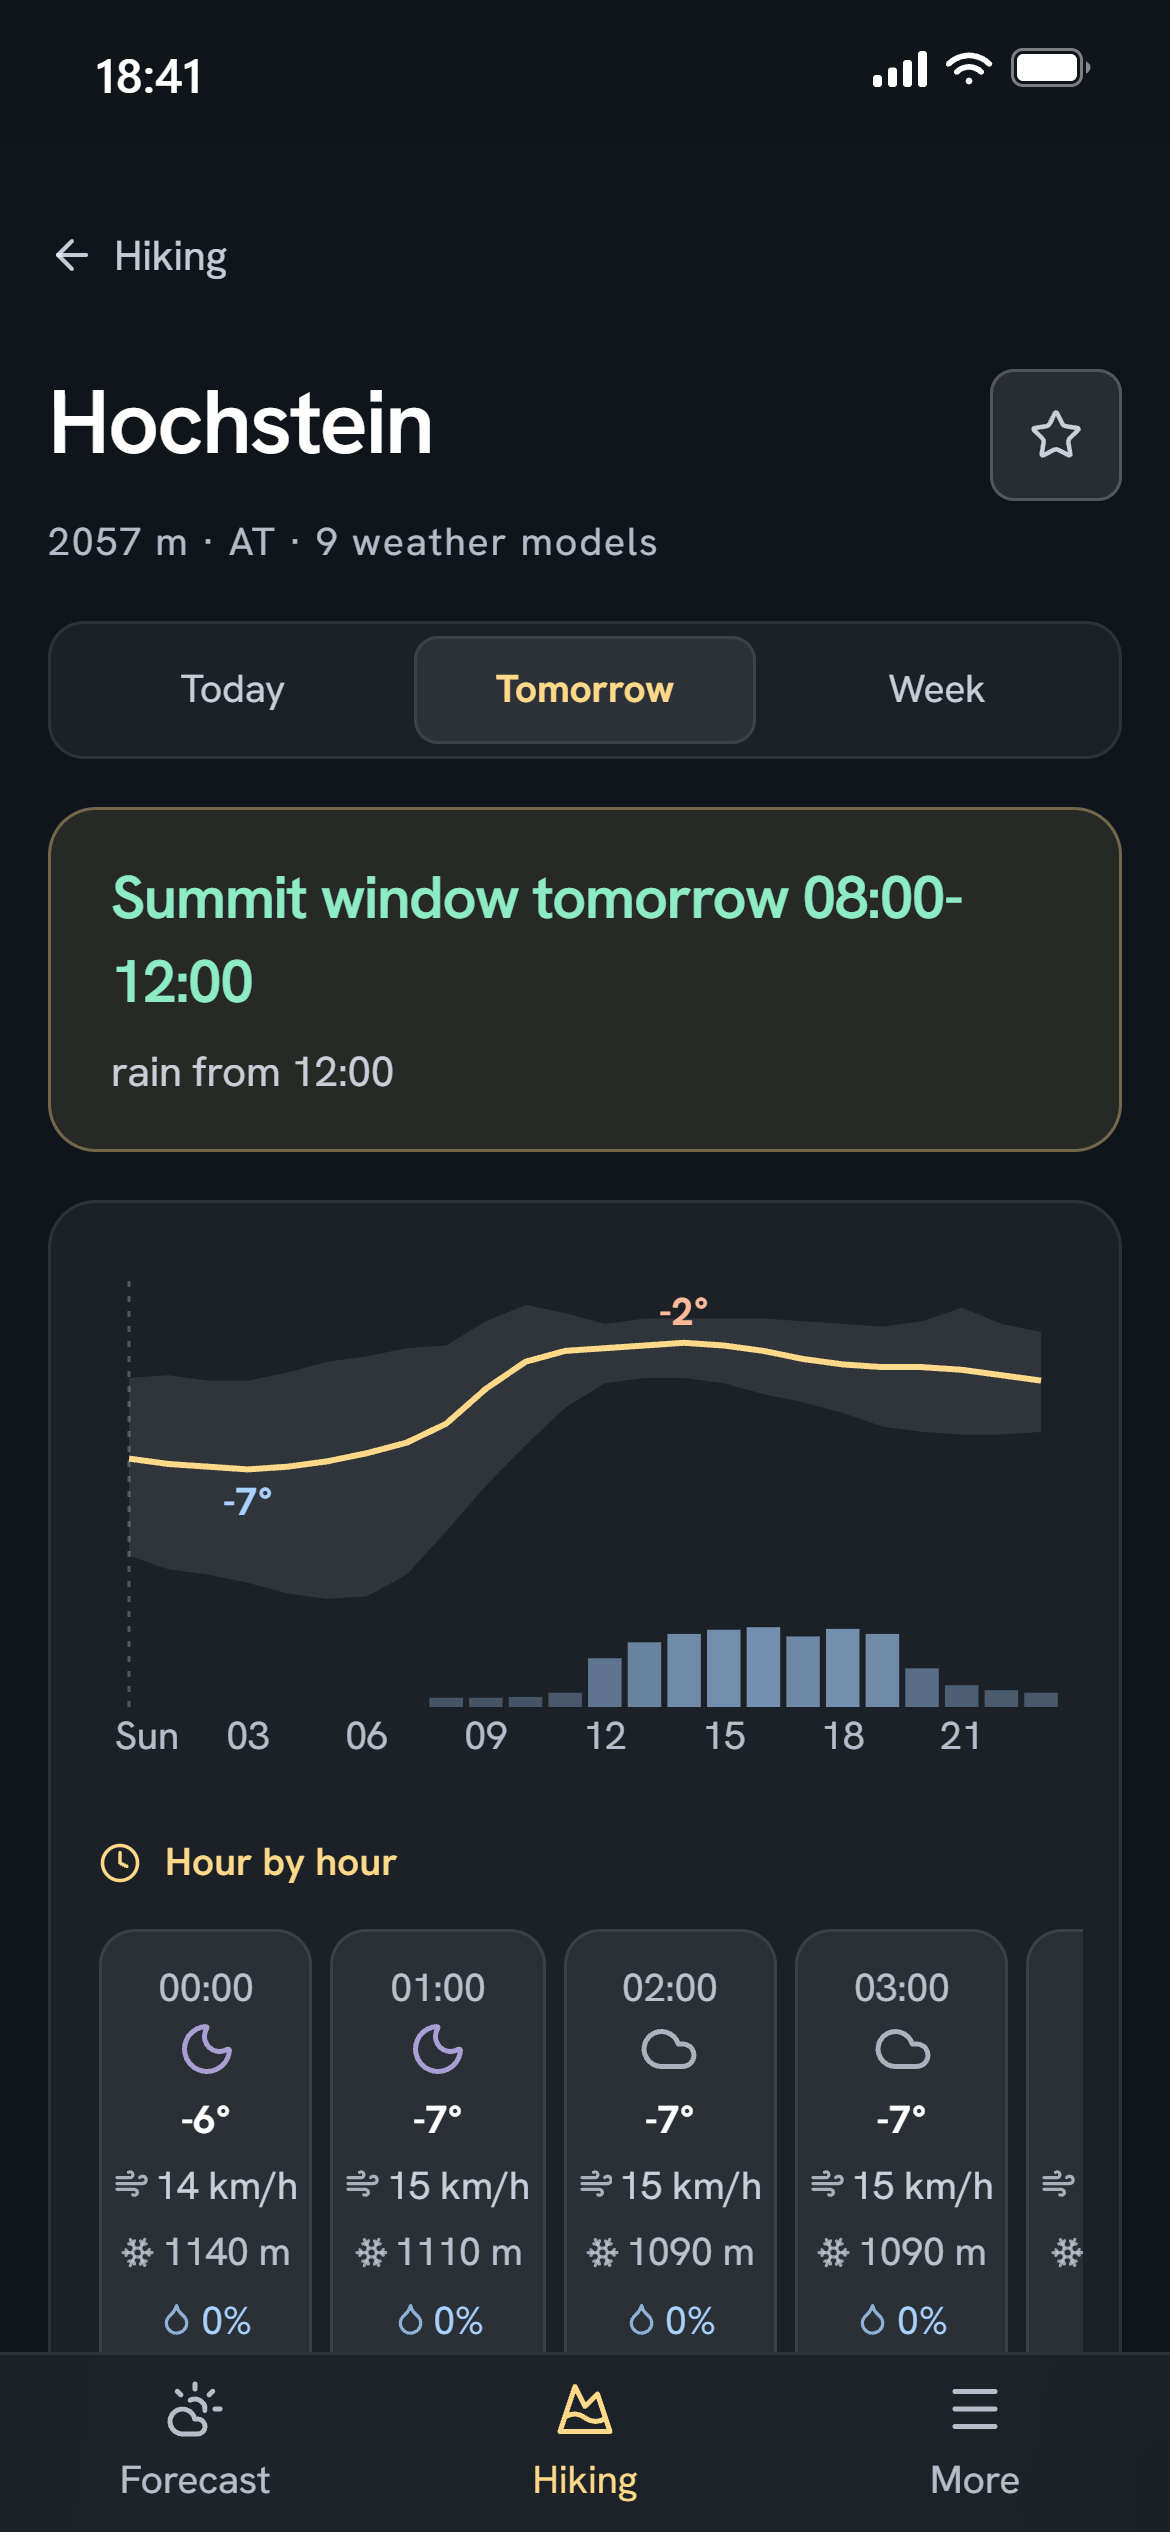 18:41
Hiking
Hochstein
2057 m · AT · 9 weather models
Today Tomorrow Week
Summit window tomorrow 08:00-
12:00
rain from 12:00
-2°
-7°
Sun 03 06 09 12 15 18 21
Hour by hour
00:00 01:00 02:00 03:00
-6° -7° -7° -7°
14 km/h 15 km/h 15 km/h 15 km/h
1140 m 1110 m 1090 m 1090 m
0% 0% 0% 0%
Forecast Hiking More